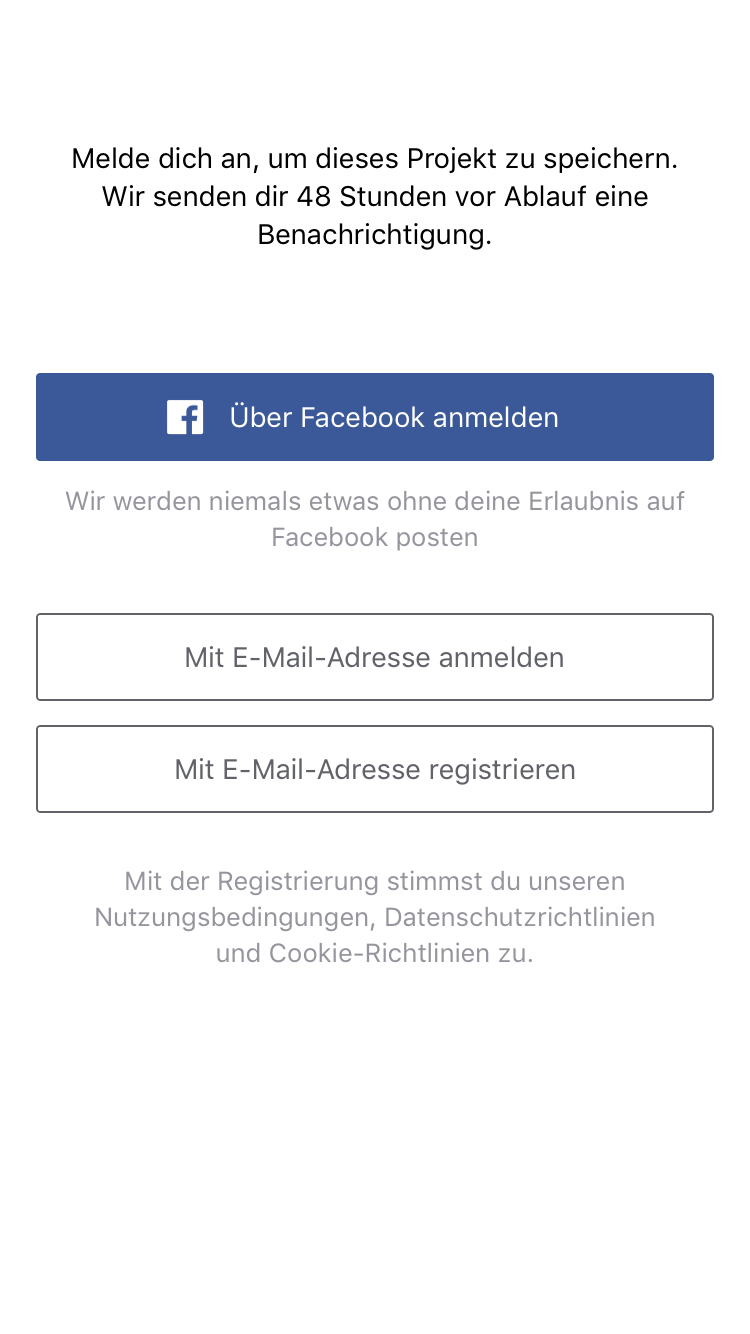 Melde dich an, um dieses Projekt zu speichern.
Wir senden dir 48 Stunden vor Ablauf eine
Benachrichtigung.
Über Facebook anmelden
Wir werden niemals etwas ohne deine Erlaubnis auf
Facebook posten
Mit E-Mail-Adresse anmelden
Mit E-Mail-Adresse registrieren
Mit der Registrierung stimmst du unseren
Nutzungsbedingungen, Datenschutzrichtlinien
und Cookie-Richtlinien zu.